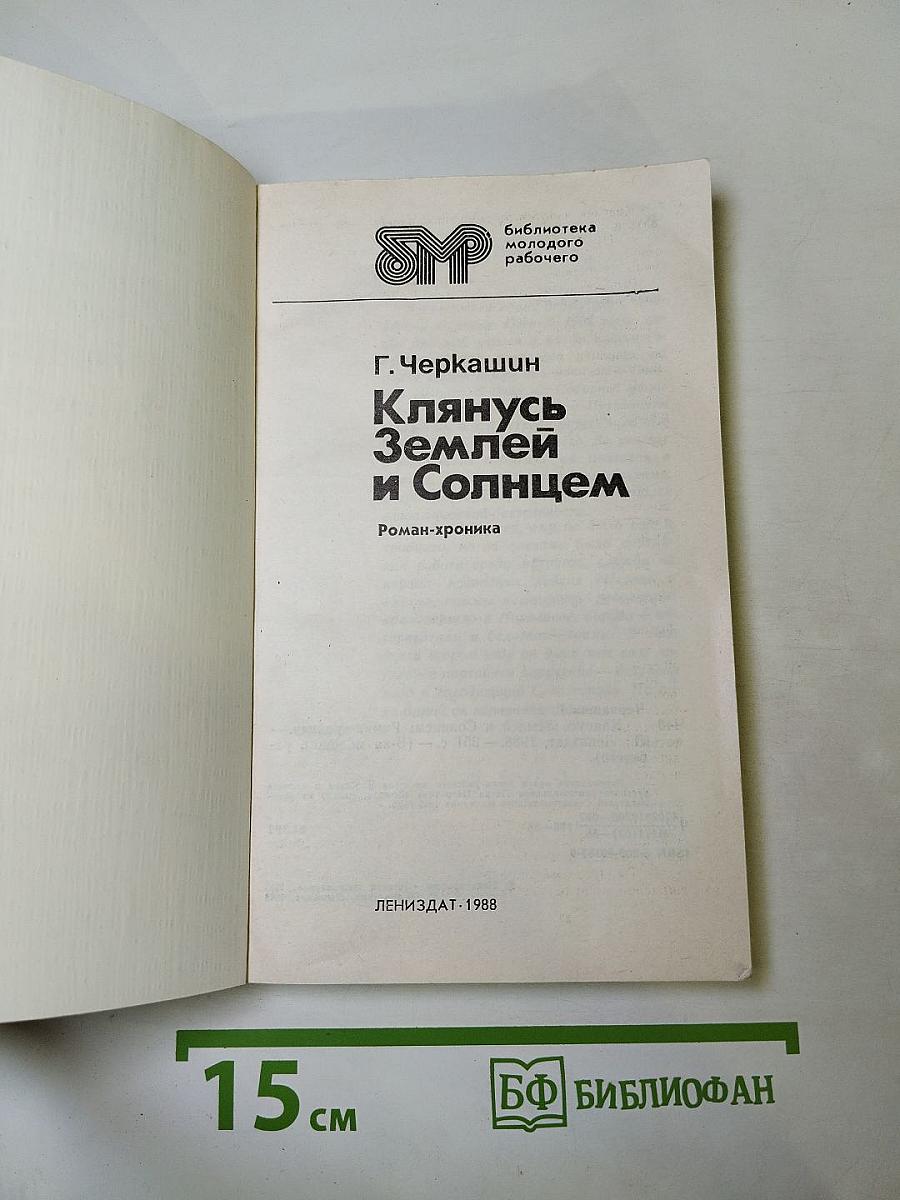 бмр
библиотека
молодого
рабочего
Г. Черкашин
Клянусь
Землей
и Солнцем
Роман-хроника
ЛЕНИЗДАТ · 1988
15 см
БФ БИБЛИОФАН